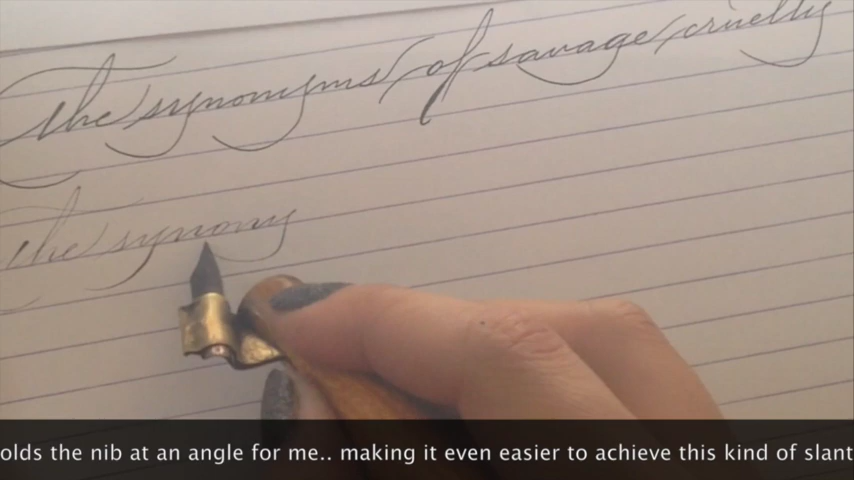 the synonyms of savage cruelty
the synony
olds the nib at an angle for me.. making it even easier to achieve this kind of slant